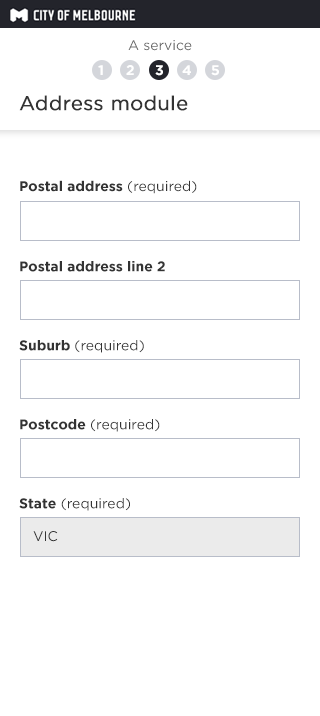 CITY OF MELBOURNE
A service
1 2 3 4 5
Address module
Postal address (required)
Postal address line 2
Suburb (required)
Postcode (required)
State (required)
VIC